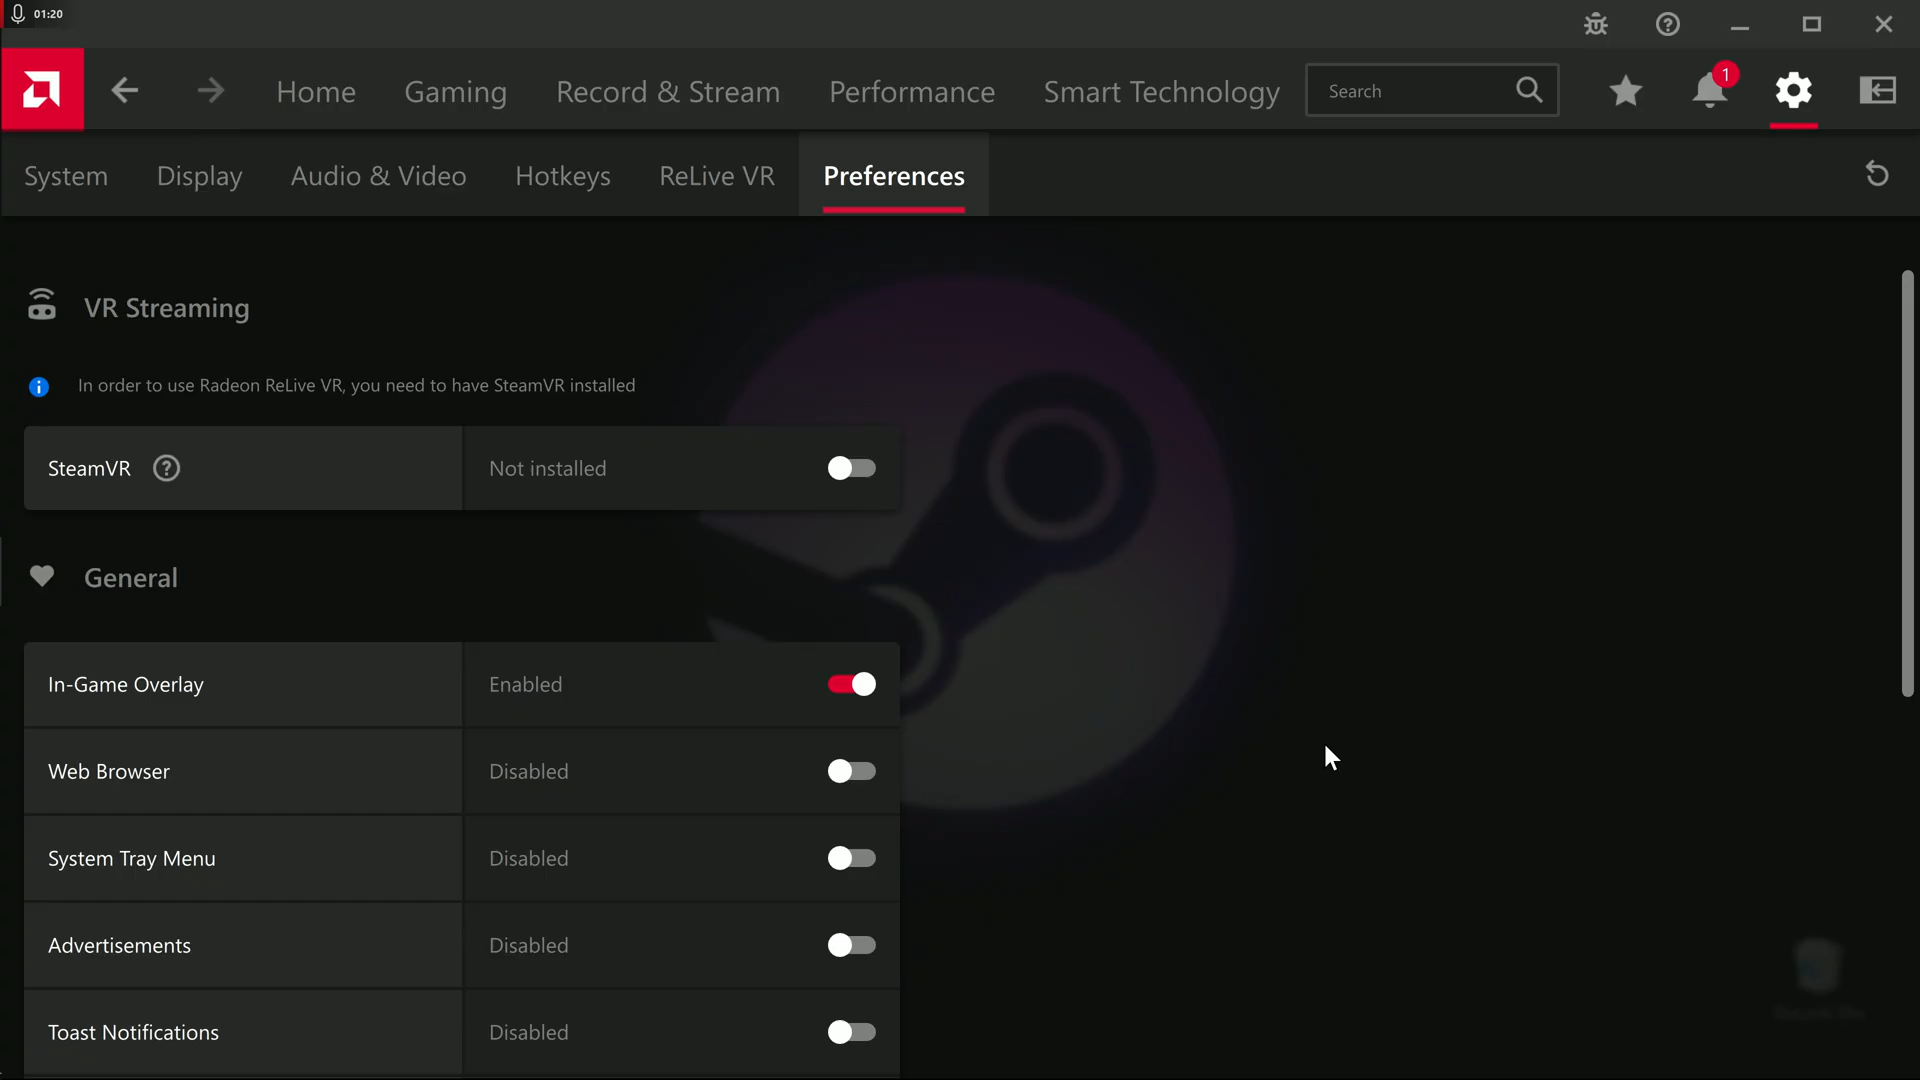 01:20
Home
Gaming
Record & Stream
Performance
Smart Technology
Search
1
System
Display
Audio & Video
Hotkeys
ReLive VR
Preferences
VR Streaming
In order to use Radeon ReLive VR, you need to have SteamVR installed
SteamVR
Not installed
General
In-Game Overlay
Enabled
Web Browser
Disabled
System Tray Menu
Disabled
Advertisements
Disabled
Toast Notifications
Disabled